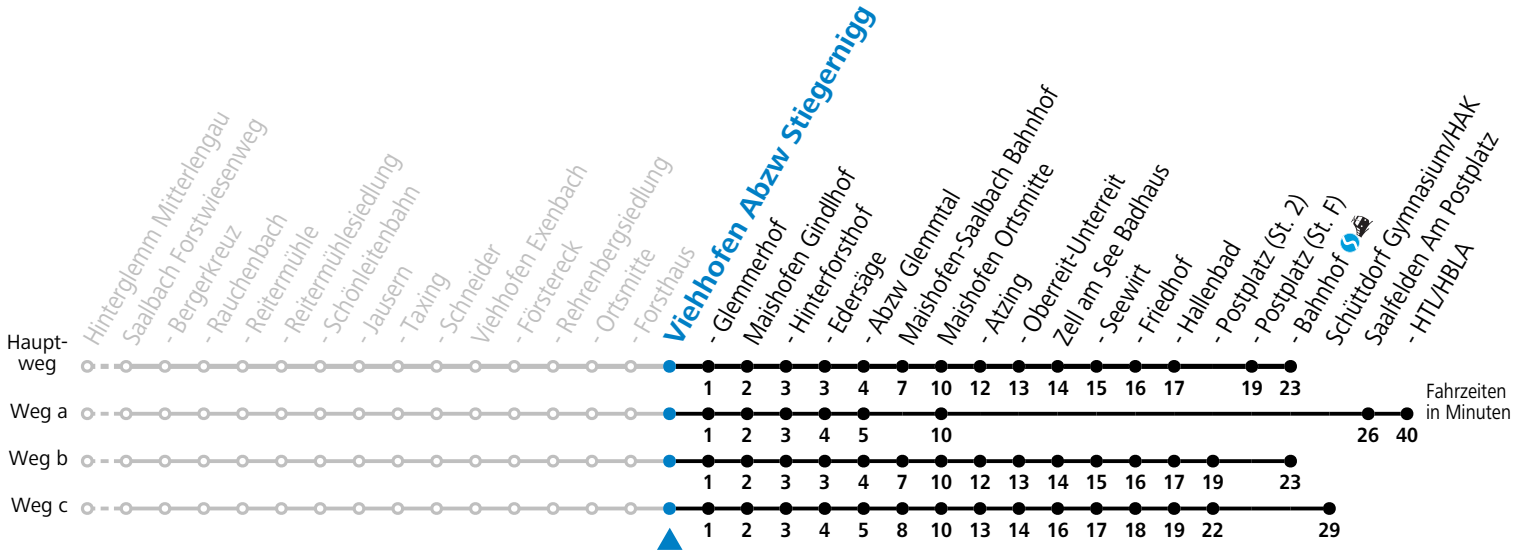 Hinterglemm Mitterlengau
Saalbach Forstwiesenweg
- Bergerkreuz
- Rauchenbach
- Reitermühle
- Reitermühlesiedlung
- Schönleitenbahn
- Jausern
- Taxing
- Schneider
Viehhofen Exenbach
- Förstereck
- Rehrenbergsiedlung
- Ortsmitte
- Forsthaus
Viehhofen Abzw Stiegernigg
- Glemmerhof
Maishofen Gindlhof
- Hinterforsthof
- Edersäge
- Abzw Glemmtal
Maishofen-Saalbach Bahnhof
Maishofen Ortsmitte
- Atzing
- Oberreit-Unterreit
Zell am See Badhaus
- Seewirt
- Friedhof
- Hallenbad
- Postplatz (St. 2)
- Postplatz (St. F)
- Bahnhof
Schüttdorf Gymnasium/HAK
Saalfelden Am Postplatz
- HTL/HBLA
Haupt-
weg
1 2 3 3 4 7 10 12 13 14 15 16 17 19 23
Weg a
1 2 3 4 5 10 26 40
Fahrzeiten
in Minuten
Weg b
1 2 3 3 4 7 10 12 13 14 15 16 17 19 23
Weg c
1 2 3 4 5 8 10 13 14 16 17 18 19 22 29